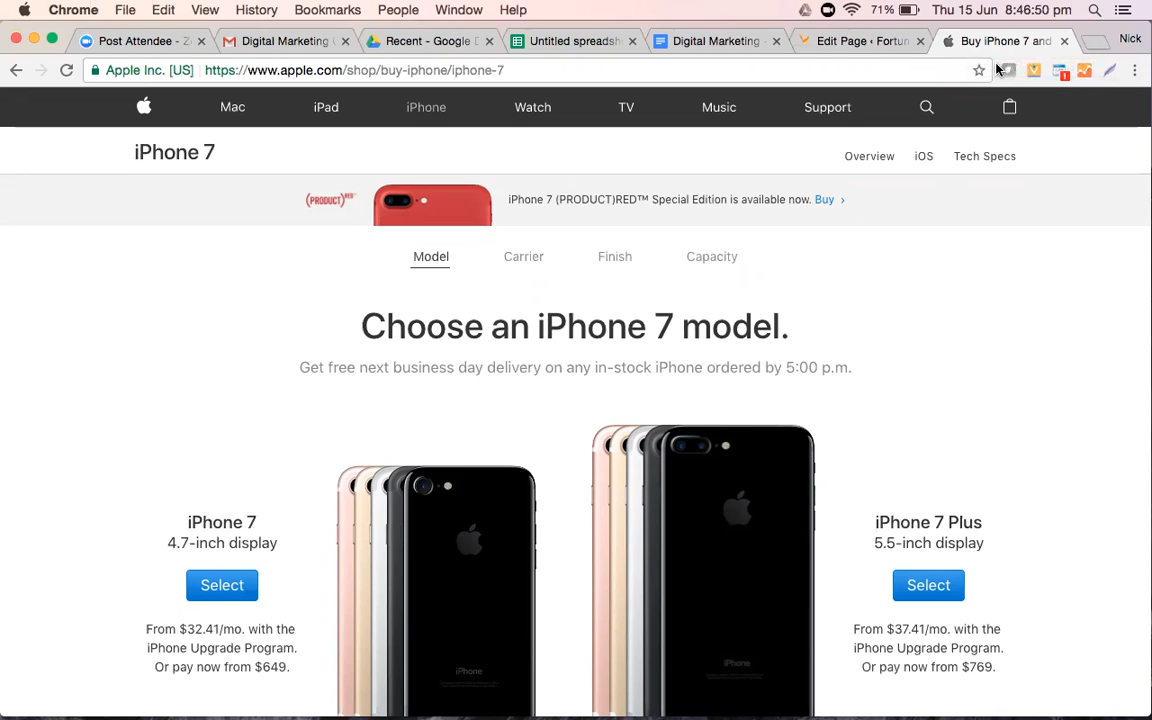 Chrome File Edit View History Bookmarks People Window Help 71% Thu 15 Jun 8:46:50 pm
Post Attendee - Z Digital Marketing Recent - Google D Untitled spreadsh Digital Marketing - Edit Page ‹ Fortun Buy iPhone 7 and Nick
Apple Inc. [US] https://www.apple.com/shop/buy-iphone/iphone-7
Mac iPad iPhone Watch TV Music Support
iPhone 7
Overview iOS Tech Specs
(PRODUCT)RED™ iPhone 7 (PRODUCT)RED™ Special Edition is available now. Buy ›
Model Carrier Finish Capacity
Choose an iPhone 7 model.
Get free next business day delivery on any in-stock iPhone ordered by 5:00 p.m.
iPhone 7
4.7-inch display
Select
From $32.41/mo. with the
iPhone Upgrade Program.
Or pay now from $649.
iPhone
iPhone
iPhone 7 Plus
5.5-inch display
Select
From $37.41/mo. with the
iPhone Upgrade Program.
Or pay now from $769.